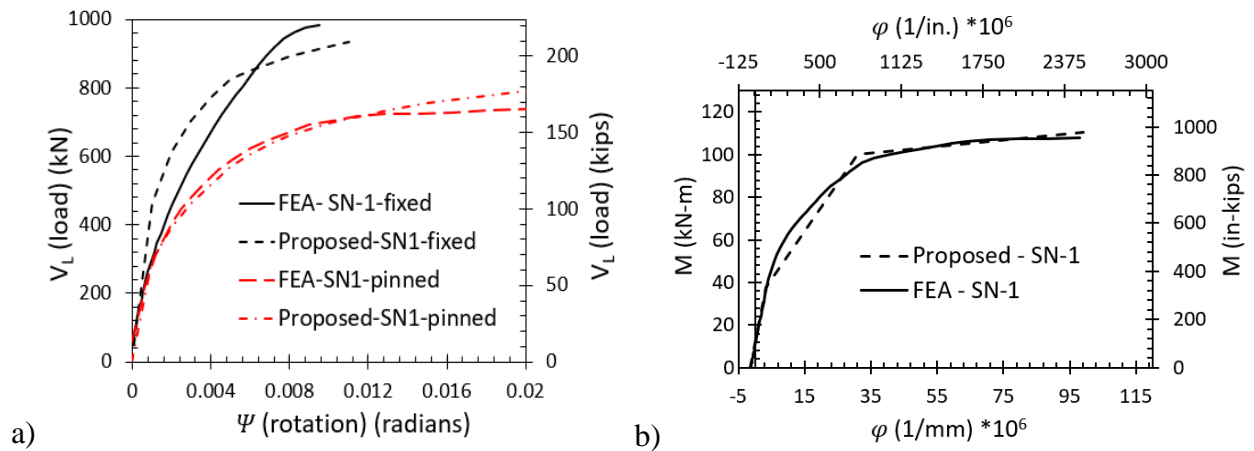 1000
800
600
400
200
0
V_L (load) (kN)
200
150
100
50
0
V_L (load) (kips)
FEA- SN-1-fixed
Proposed-SN1-fixed
FEA-SN1-pinned
Proposed-SN1-pinned
0 0.004 0.008 0.012 0.016 0.02
Ψ (rotation) (radians)
a)
φ (1/in.) *10⁶
-125 500 1125 1750 2375 3000
120
100
80
60
40
20
0
M (kN-m)
1000
800
600
400
200
0
M (in-kips)
Proposed - SN-1
FEA - SN-1
-5 15 35 55 75 95 115
φ (1/mm) *10⁶
b)